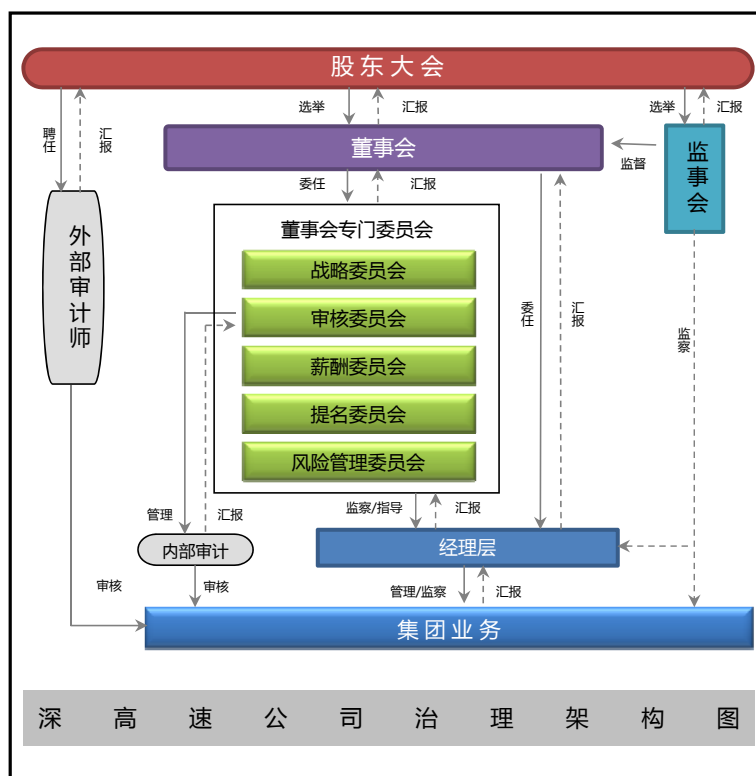 股东大会
选举
汇报
选举
汇报
聘任
汇报
董事会
监督
监事会
委任
汇报
外部审计师
董事会专门委员会
战略委员会
审核委员会
薪酬委员会
提名委员会
风险管理委员会
委任
汇报
监察
管理
汇报
监察/指导
汇报
内部审计
经理层
审核
审核
管理/监察
汇报
集团业务
深高速公司治理架构图